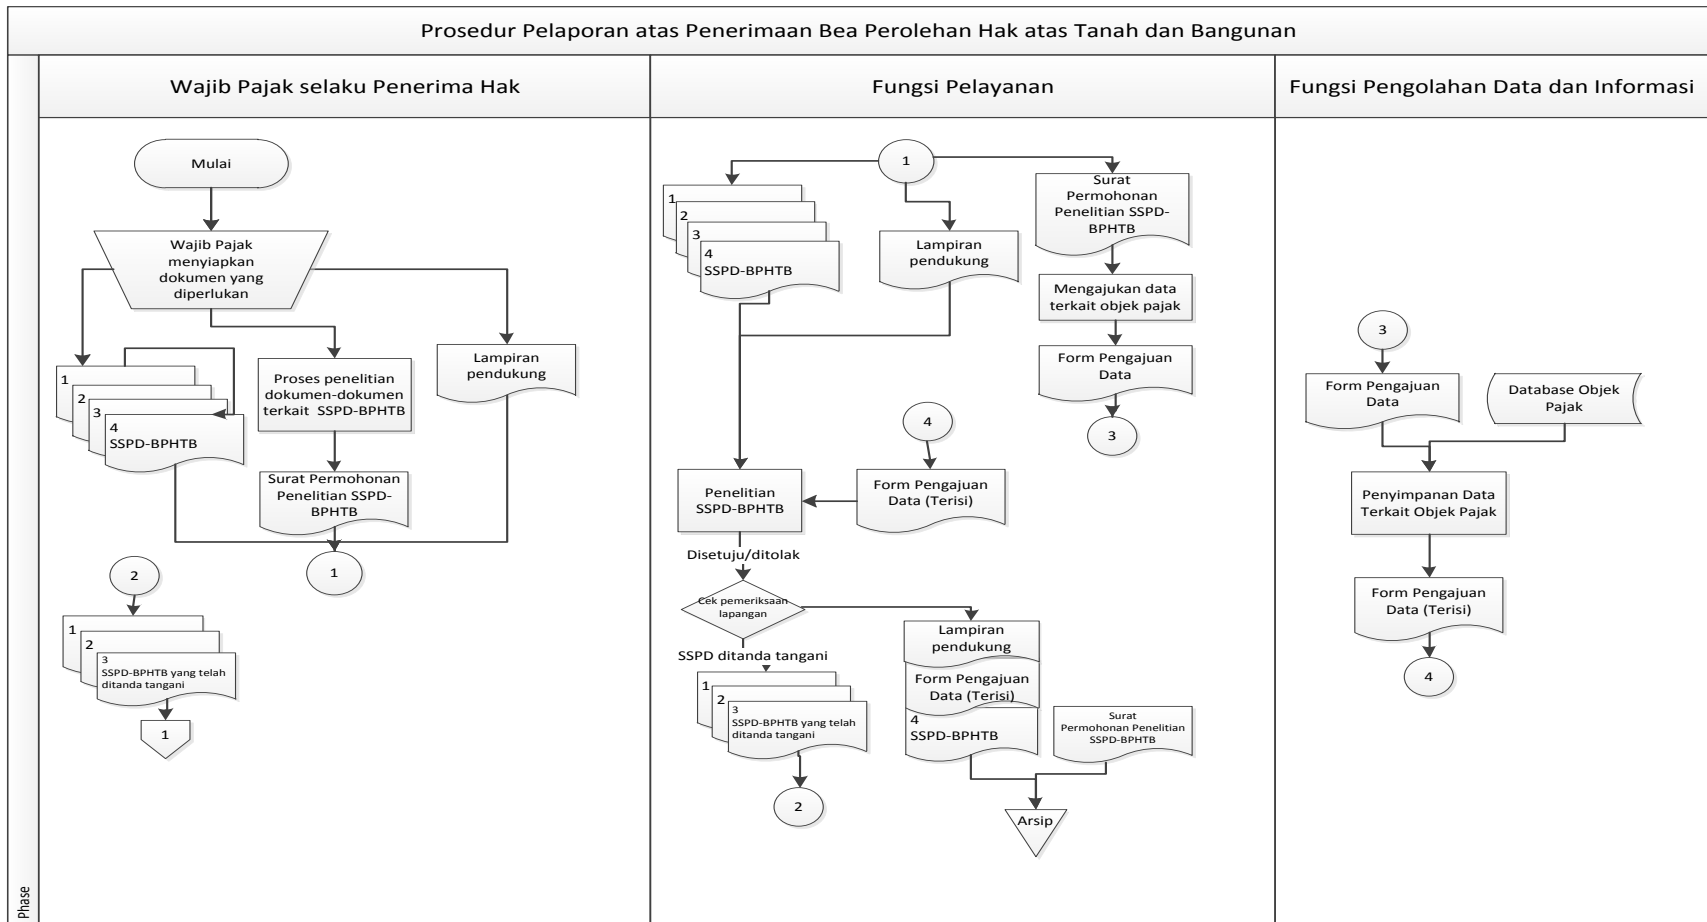 Prosedur Pelaporan atas Penerimaan Bea Perolehan Hak atas Tanah dan Bangunan
Phase
Wajib Pajak selaku Penerima Hak
Mulai
Wajib Pajak
menyiapkan
dokumen yang
diperlukan
1
2
3
4
SSPD-BPHTB
Proses penelitian
dokumen-dokumen
terkait SSPD-BPHTB
Lampiran
pendukung
Surat Permohonan
Penelitian SSPD-
BPHTB
1
2
1
2
3
SSPD-BPHTB yang telah
ditanda tangani
1
Fungsi Pelayanan
1
1
2
3
4
SSPD-BPHTB
Lampiran
pendukung
Surat
Permohonan
Penelitian SSPD-
BPHTB
Mengajukan data
terkait objek pajak
Form Pengajuan
Data
3
4
Form Pengajuan
Data (Terisi)
Penelitian
SSPD-BPHTB
Disetuju/ditolak
Cek pemeriksaan
lapangan
SSPD ditanda tangani
1
2
3
SSPD-BPHTB yang telah
ditanda tangani
2
Lampiran
pendukung
Form Pengajuan
Data (Terisi)
4
SSPD-BPHTB
Surat
Permohonan Penelitian
SSPD-BPHTB
Arsip
Fungsi Pengolahan Data dan Informasi
3
Form Pengajuan
Data
Database Objek
Pajak
Penyimpanan Data
Terkait Objek Pajak
Form Pengajuan
Data (Terisi)
4